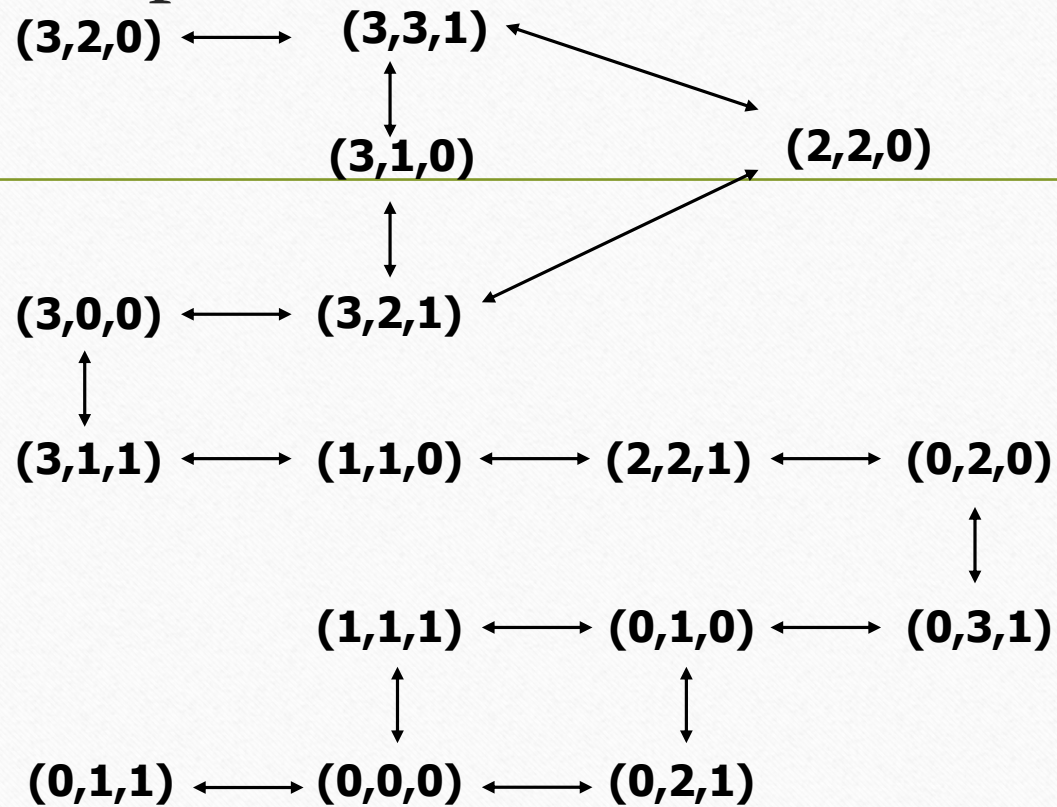 (3,2,0) (3,3,1)
(2,2,0)
(3,1,0)
(3,0,0) (3,2,1)
(3,1,1) (1,1,0) (2,2,1) (0,2,0)
(1,1,1) (0,1,0) (0,3,1)
(0,1,1) (0,0,0) (0,2,1)